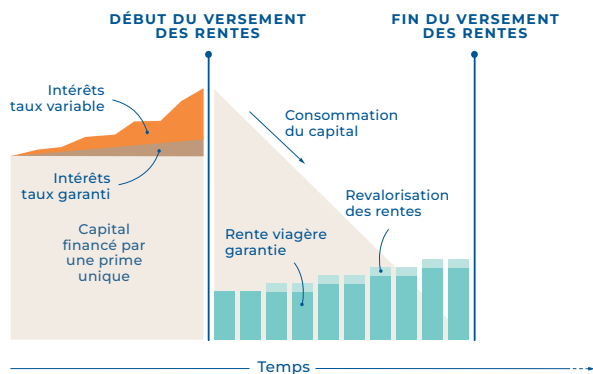 DÉBUT DU VERSEMENT
DES RENTES
FIN DU VERSEMENT
DES RENTES
Intérêts
taux variable
Consommation
du capital
Intérêts
taux garanti
Revalorisation
des rentes
Capital
financé par
une prime
unique
Rente viagère
garantie
Temps